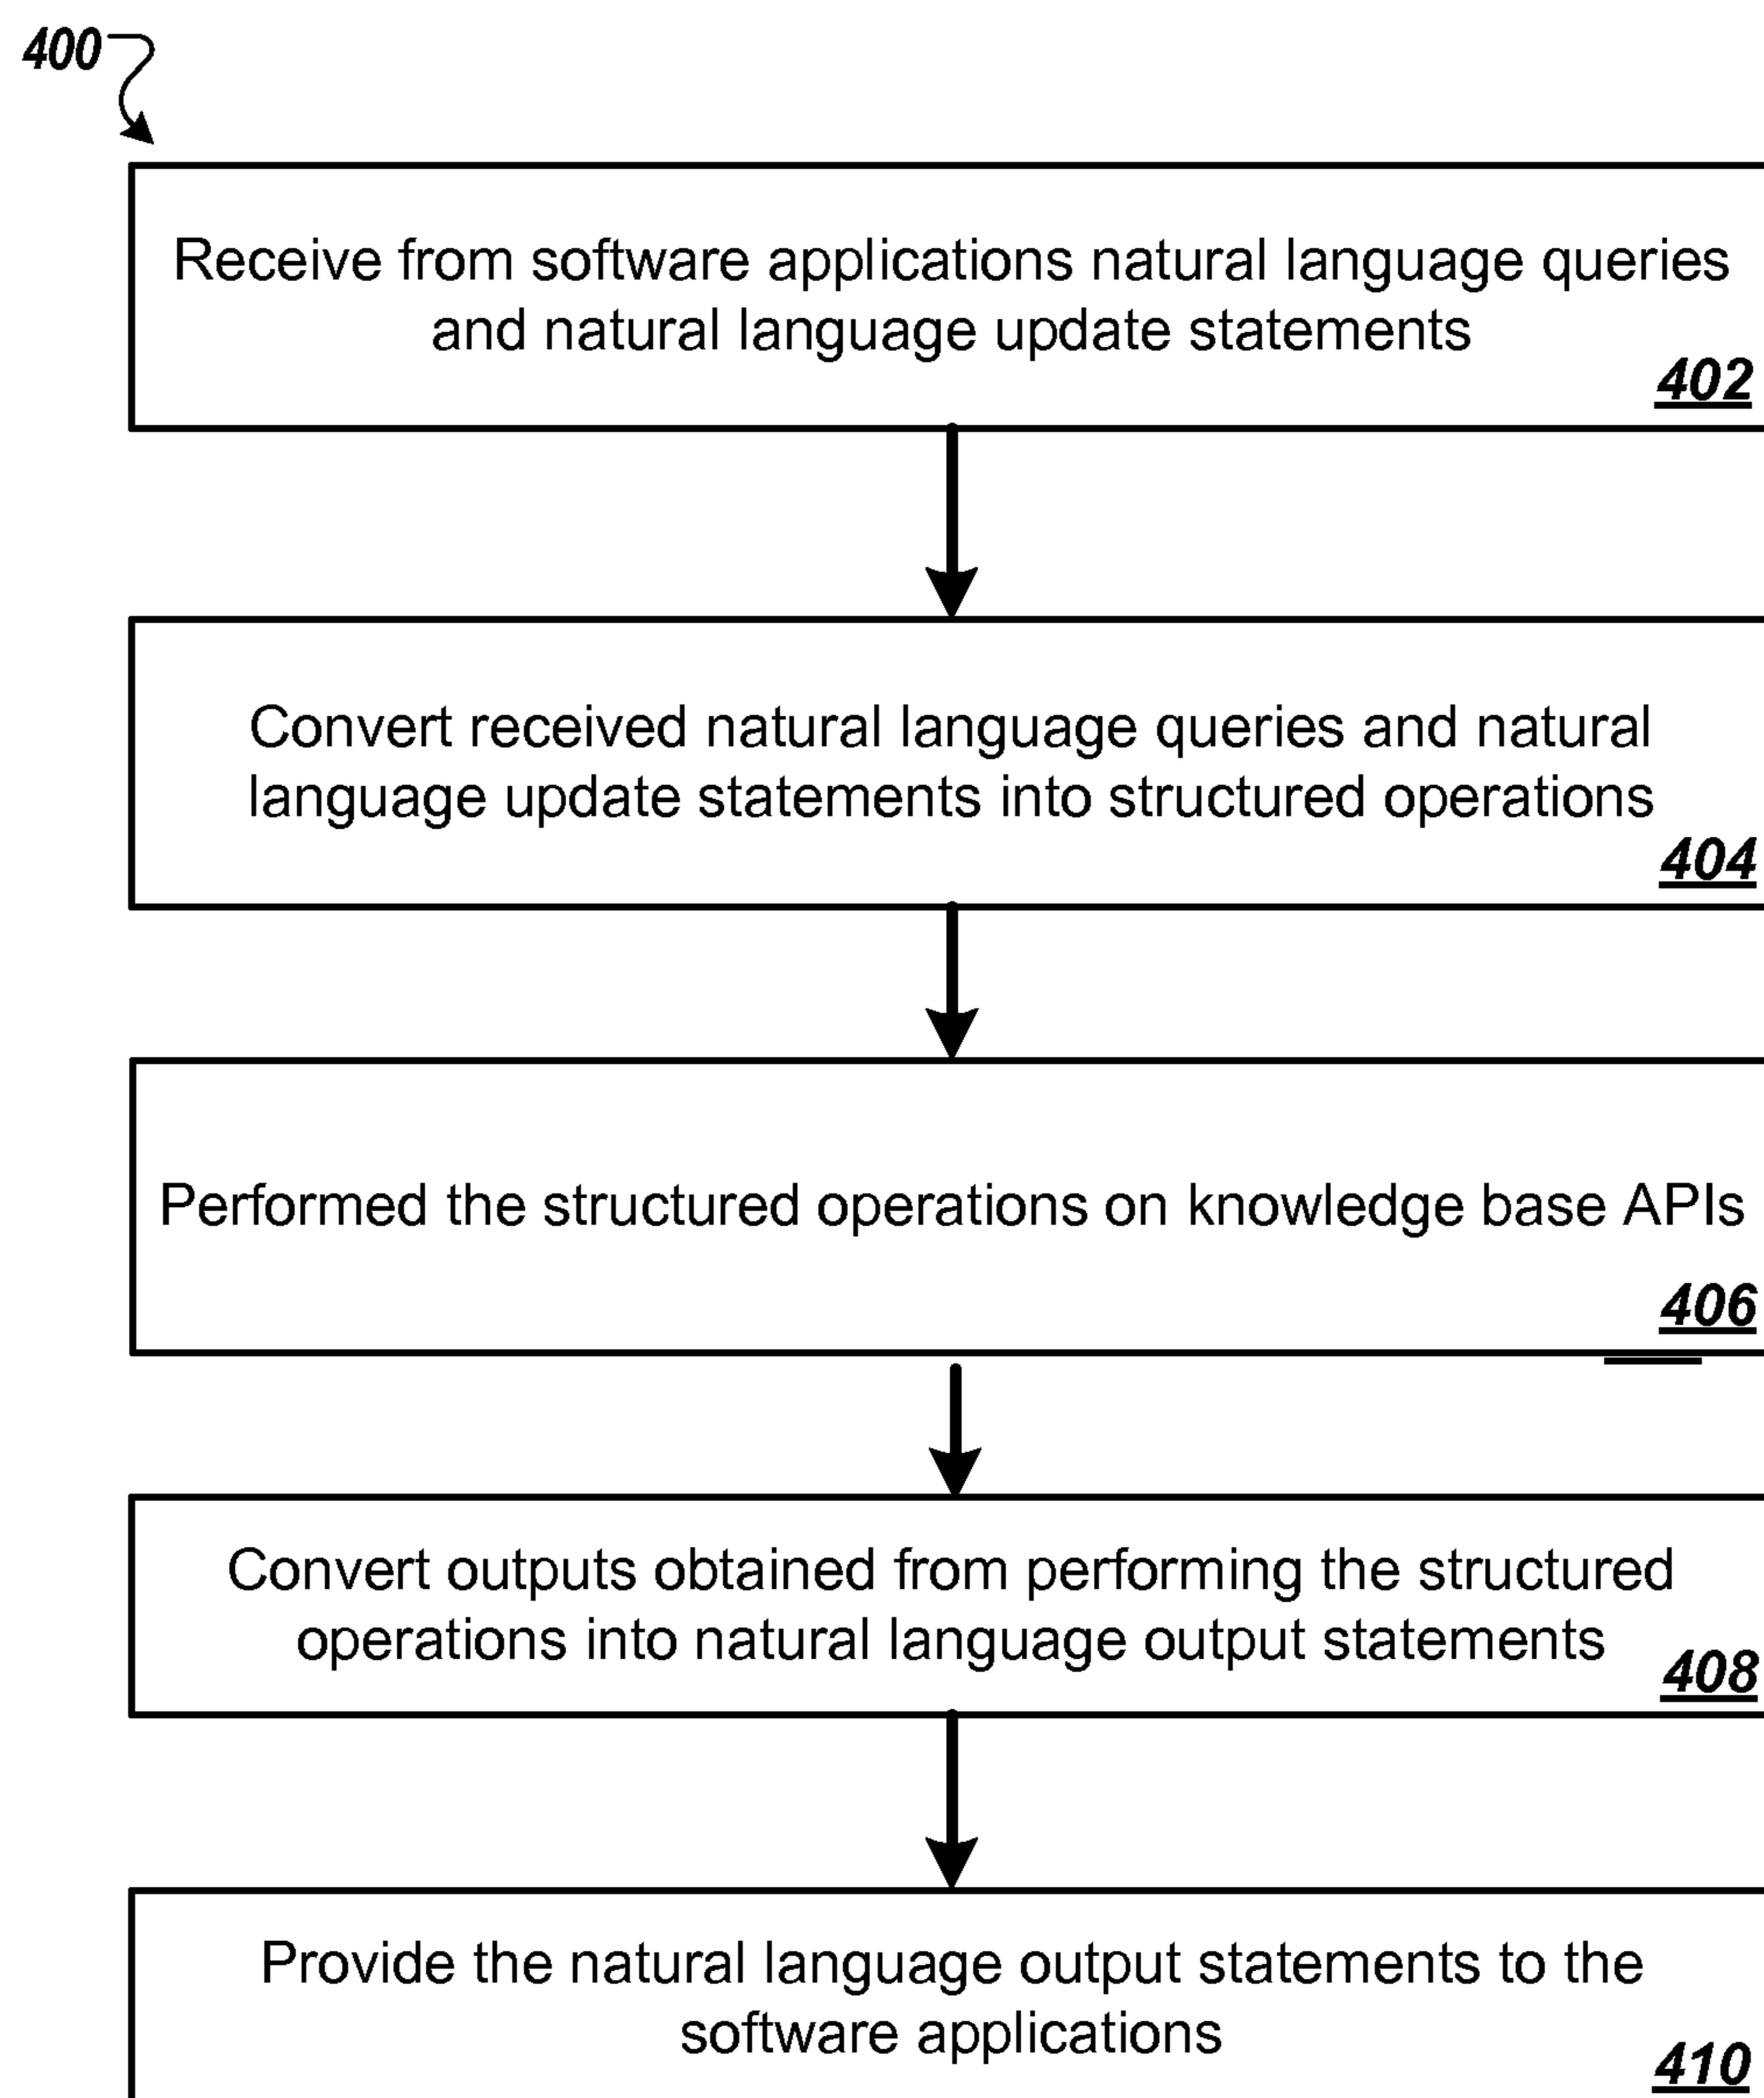 400
Receive from software applications natural language queries
and natural language update statements
402
Convert received natural language queries and natural
language update statements into structured operations
404
Performed the structured operations on knowledge base APIs
406
Convert outputs obtained from performing the structured
operations into natural language output statements
408
Provide the natural language output statements to the
software applications
410